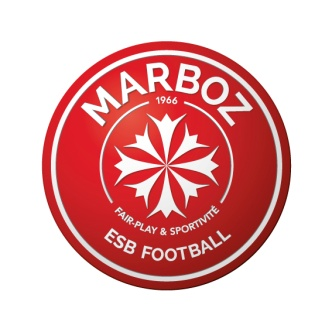 MARBOZ
1966
FAIR-PLAY & SPORTIVITÉ
ESB FOOTBALL